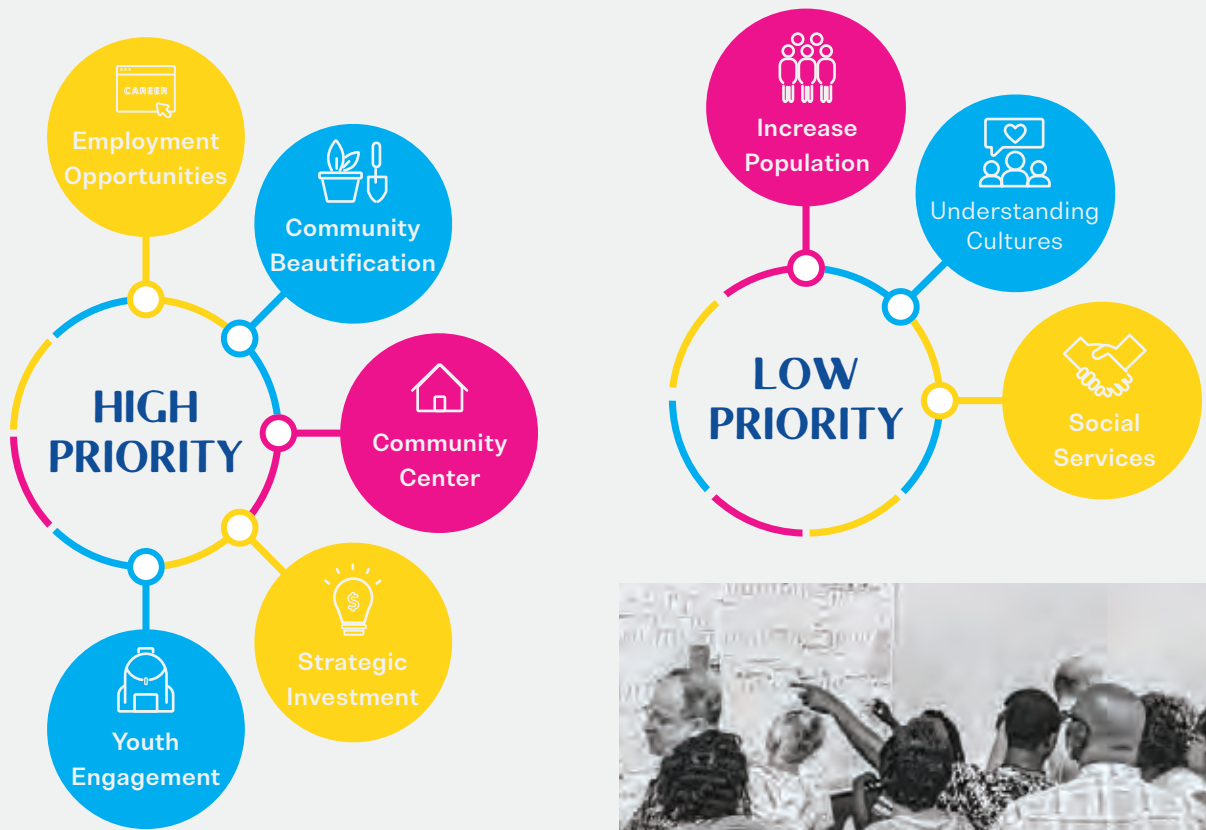 CAREER
Employment
Opportunities
Community
Beautification
HIGH
PRIORITY
Community
Center
$
Strategic
Investment
Youth
Engagement
Increase
Population
Understanding
Cultures
LOW
PRIORITY
Social
Services